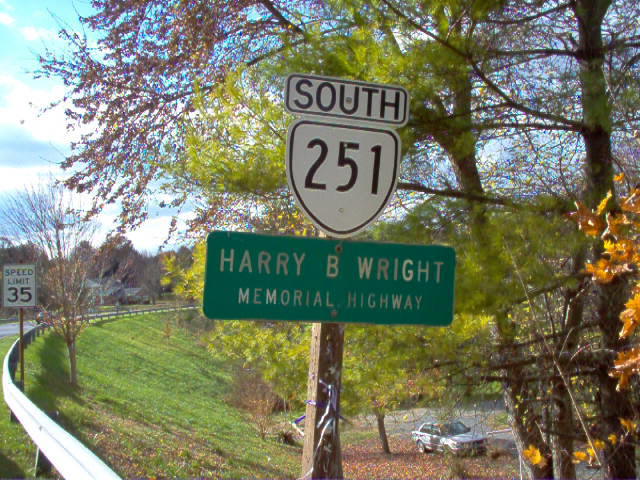 SOUTH
251
HARRY B WRIGHT
MEMORIAL HIGHWAY
SPEED
LIMIT
35